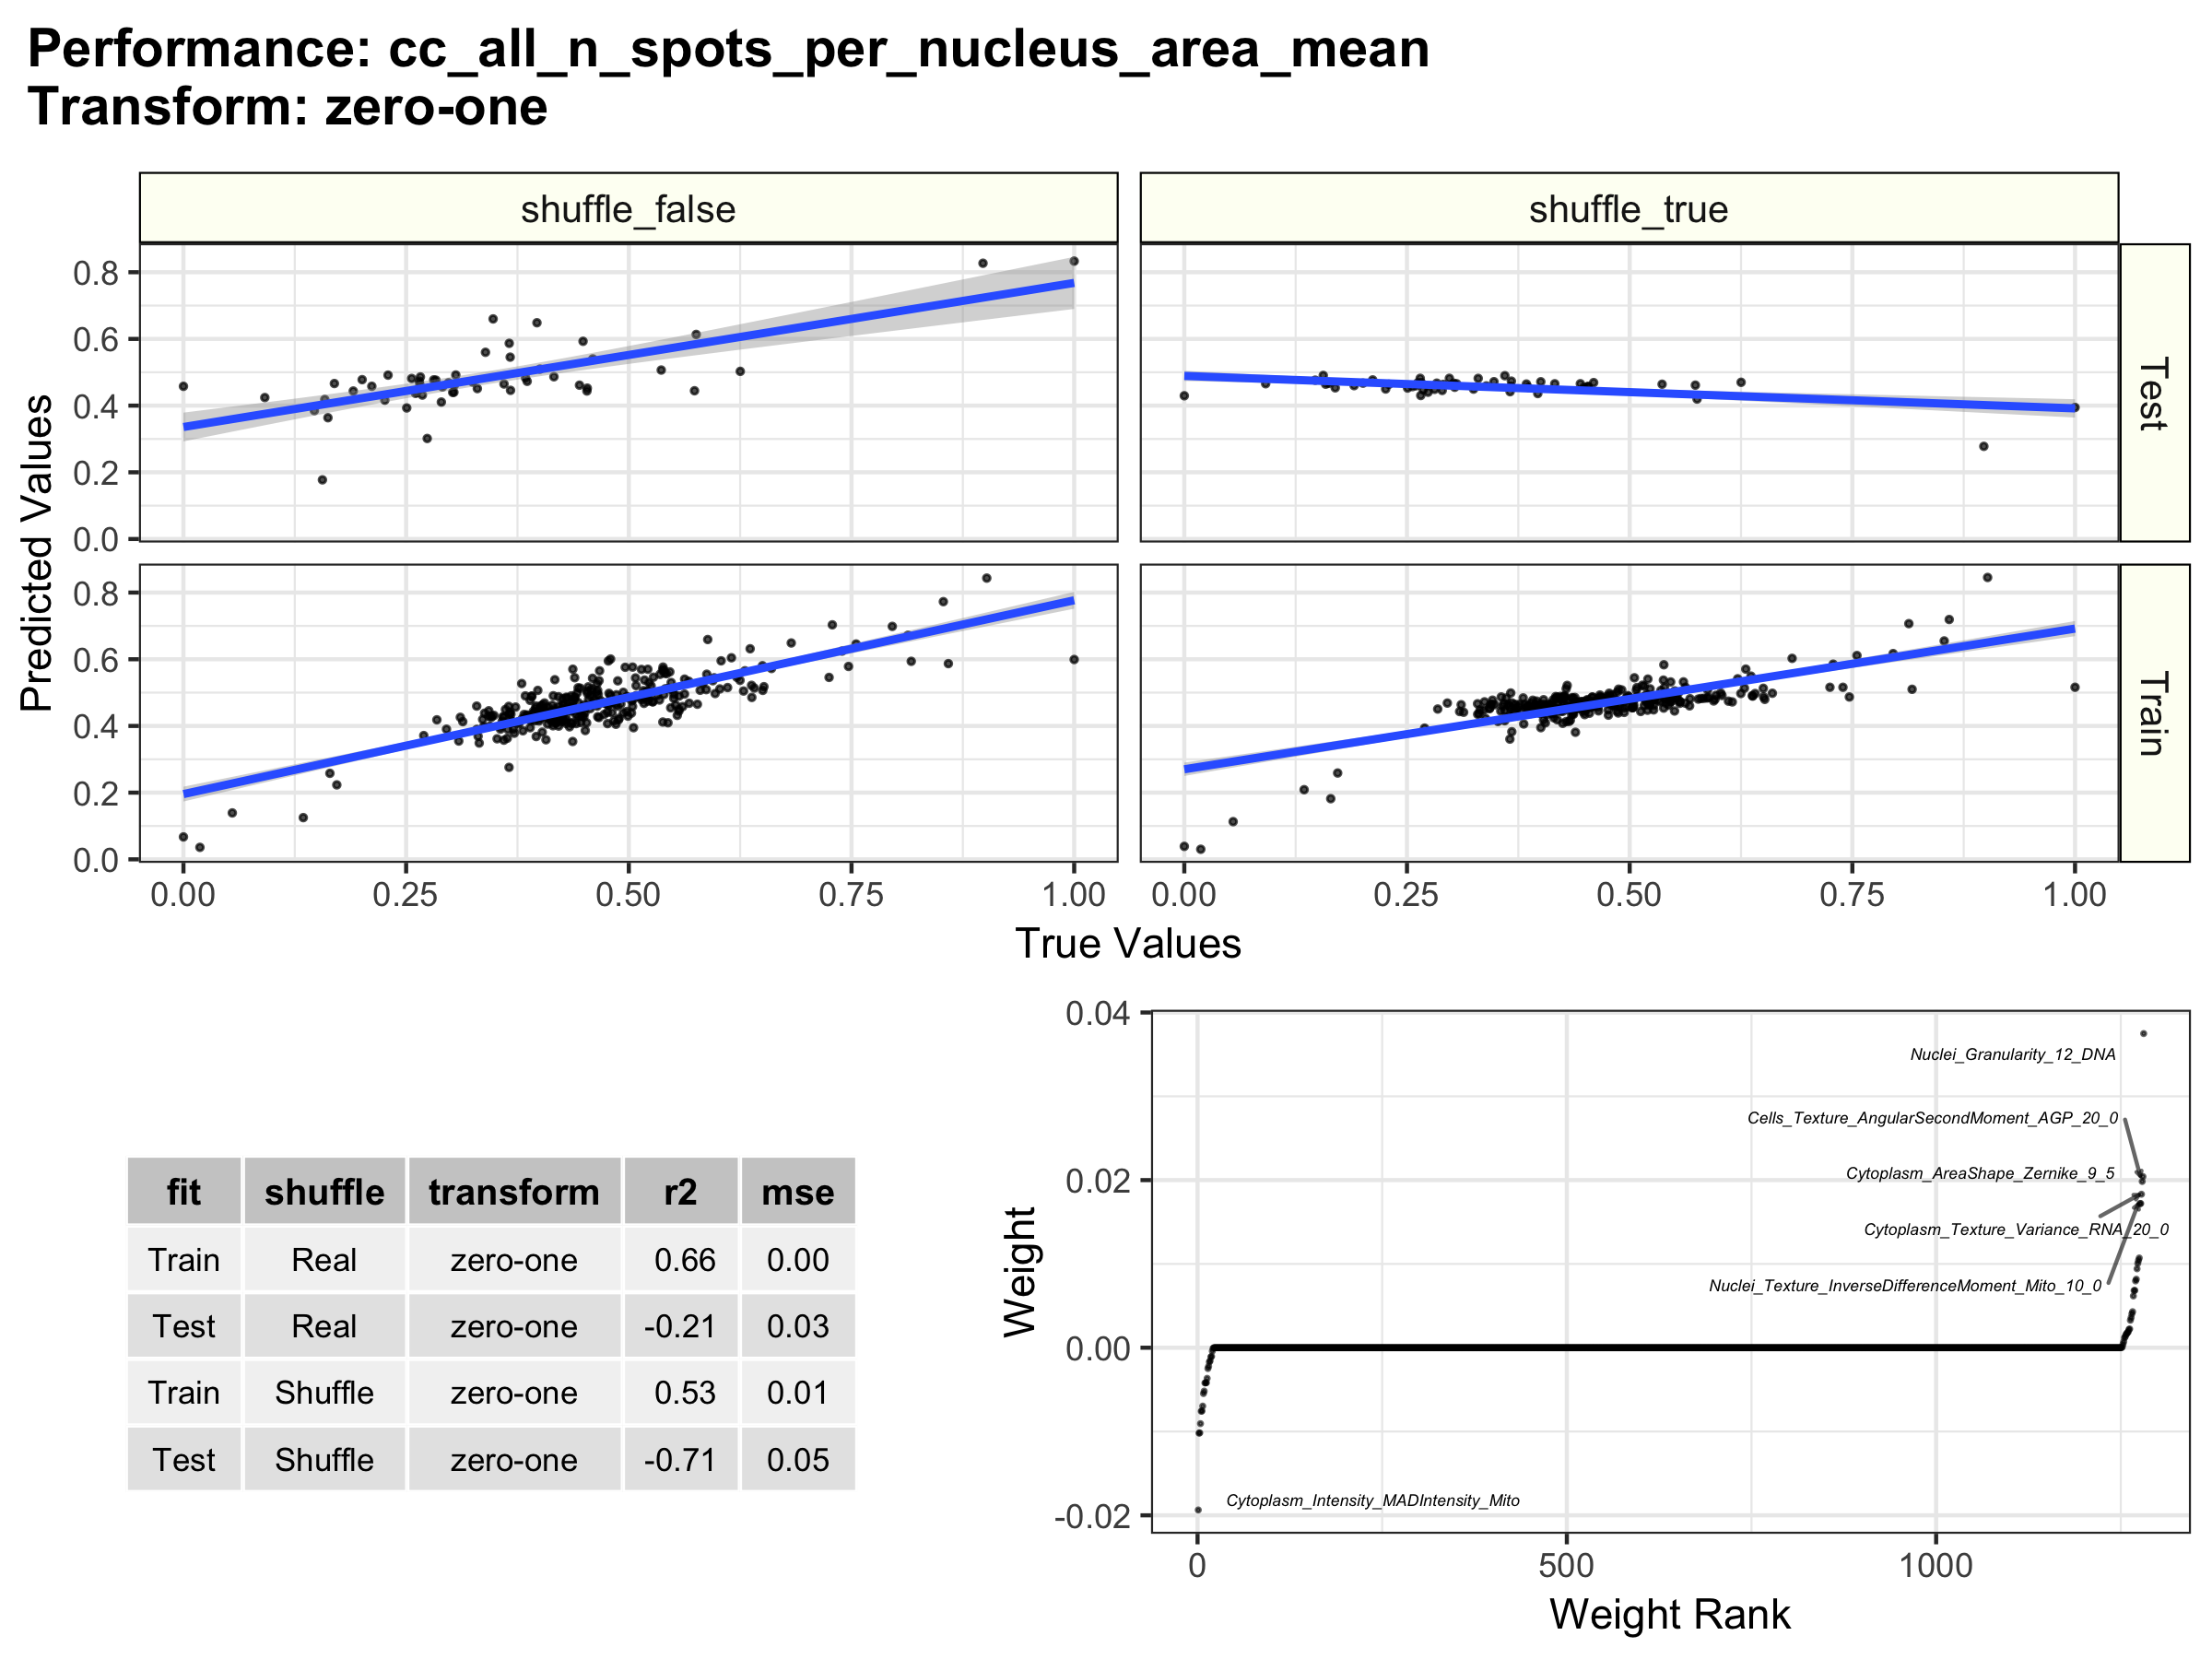 Performance: cc_all_n_spots_per_nucleus_area_mean
Transform: zero-one
shuffle_false
shuffle_true
Predicted Values
0.8
0.6
0.4
0.2
0.0
Test
0.8
0.6
0.4
0.2
0.0
Train
0.00 0.25 0.50 0.75 1.00
0.00 0.25 0.50 0.75 1.00
True Values
fit shuffle transform r2 mse
Train Real zero-one 0.66 0.00
Test Real zero-one -0.21 0.03
Train Shuffle zero-one 0.53 0.01
Test Shuffle zero-one -0.71 0.05
Weight
0.04
0.02
0.00
-0.02
Nuclei_Granularity_12_DNA
Cells_Texture_AngularSecondMoment_AGP_20_0
Cytoplasm_AreaShape_Zernike_9_5
Cytoplasm_Texture_Variance_RNA_20_0
Nuclei_Texture_InverseDifferenceMoment_Mito_10_0
Cytoplasm_Intensity_MADIntensity_Mito
0 500 1000
Weight Rank